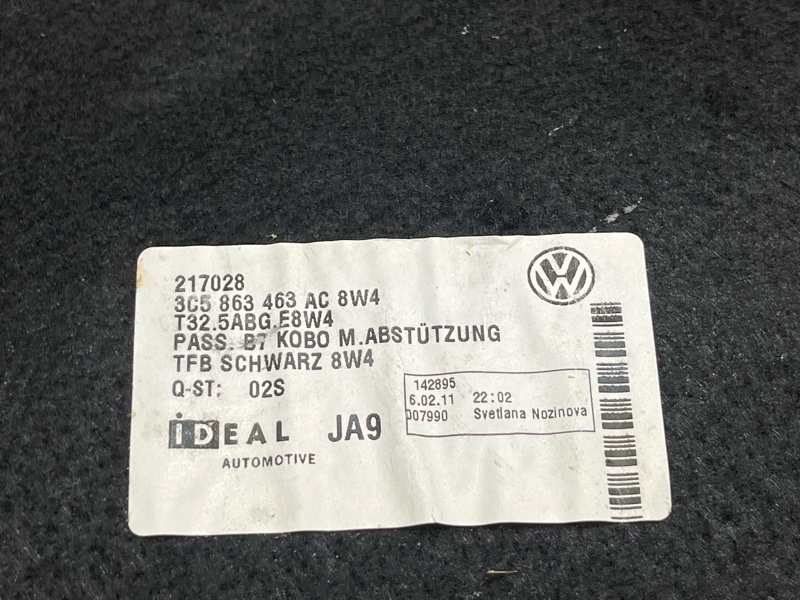 217028
3C5 863 463 AC 8W4
T32.5ABG.E8W4
PASS. B7 KOBO M.ABSTÜTZUNG
TFB SCHWARZ 8W4
Q-ST: 02S
142895
6.02.11 22:02
007990 Svetlana Nozinova
iDEAL JA9
AUTOMOTIVE